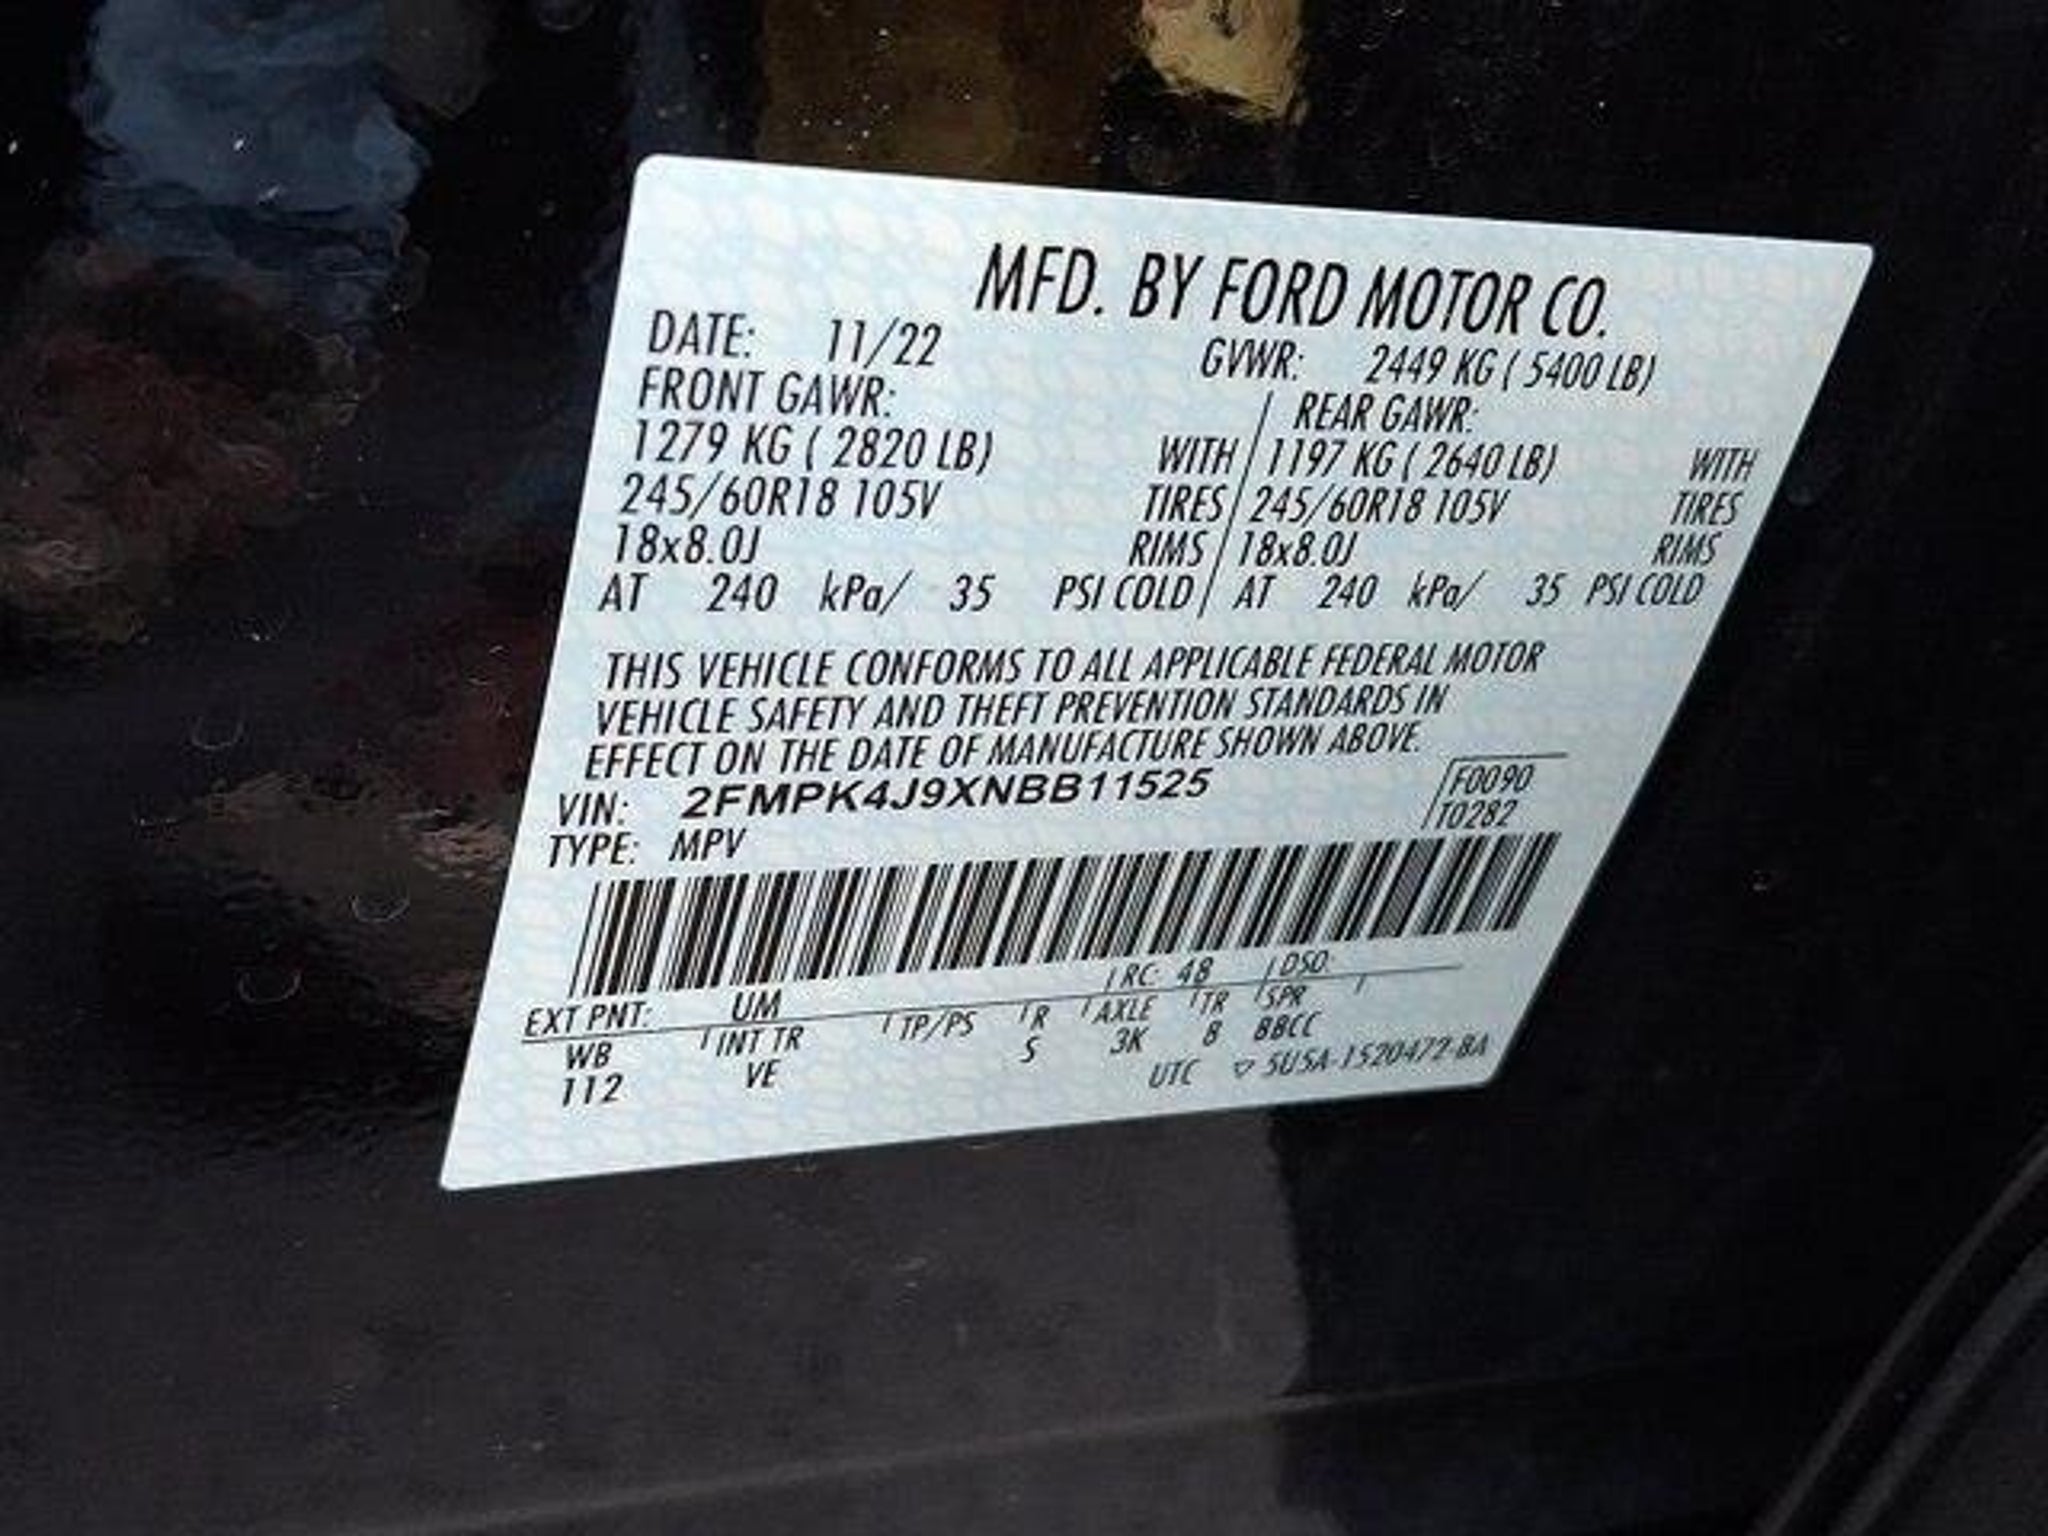 MFD. BY FORD MOTOR CO.
DATE: 11/22 GVWR: 2449 KG ( 5400 LB)
FRONT GAWR: REAR GAWR:
1279 KG ( 2820 LB) WITH 1197 KG ( 2640 LB) WITH
245/60R18 105V TIRES 245/60R18 105V TIRES
18x8.0J RIMS 18x8.0J RIMS
AT 240 kPa/ 35 PSI COLD AT 240 kPa/ 35 PSI COLD
THIS VEHICLE CONFORMS TO ALL APPLICABLE FEDERAL MOTOR
VEHICLE SAFETY AND THEFT PREVENTION STANDARDS IN
EFFECT ON THE DATE OF MANUFACTURE SHOWN ABOVE.
VIN: 2FMPK4J9XNBB11525 F0090
TYPE: MPV T0282
EXT PNT: UM RC: 48 DSO:
WB INT TR TP/PS R AXLE TR SPR
112 VE S 3K 8 BBCC
UTC ▽ 5U5A-1520472-BA